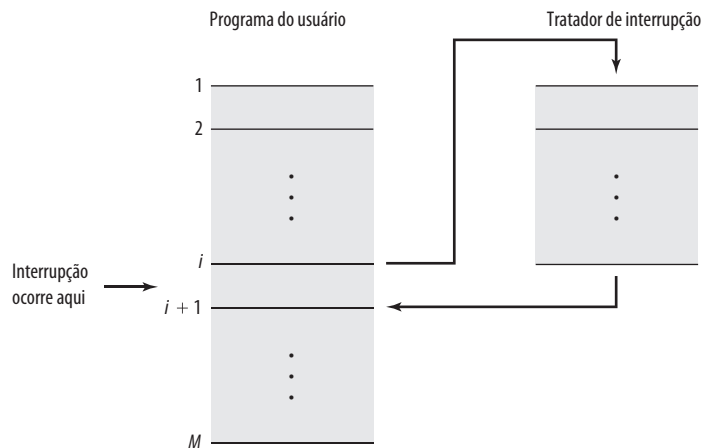 Programa do usuário
Tratador de interrupção
1
2
i
Interrupção
ocorre aqui
i + 1
M